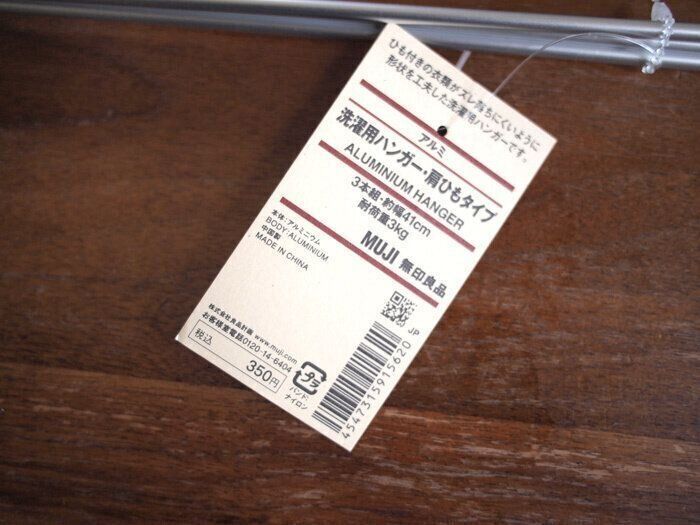 ひも付きの衣類がズレ落ちにくいように
形状を工夫した洗濯用ハンガーです。
アルミ
洗濯用ハンガー・肩ひもタイプ
ALUMINIUM HANGER
3本組・約幅41cm
耐荷重3kg
MUJI 無印良品
本体:アルミニウム
BODY:ALUMINIUM
中国製
MADE IN CHINA
JP
株式会社良品計画 www.muji.com
お客様室電話0120-14-6404
税込 350円
プラ
バンド
ナイロン
4547315915620